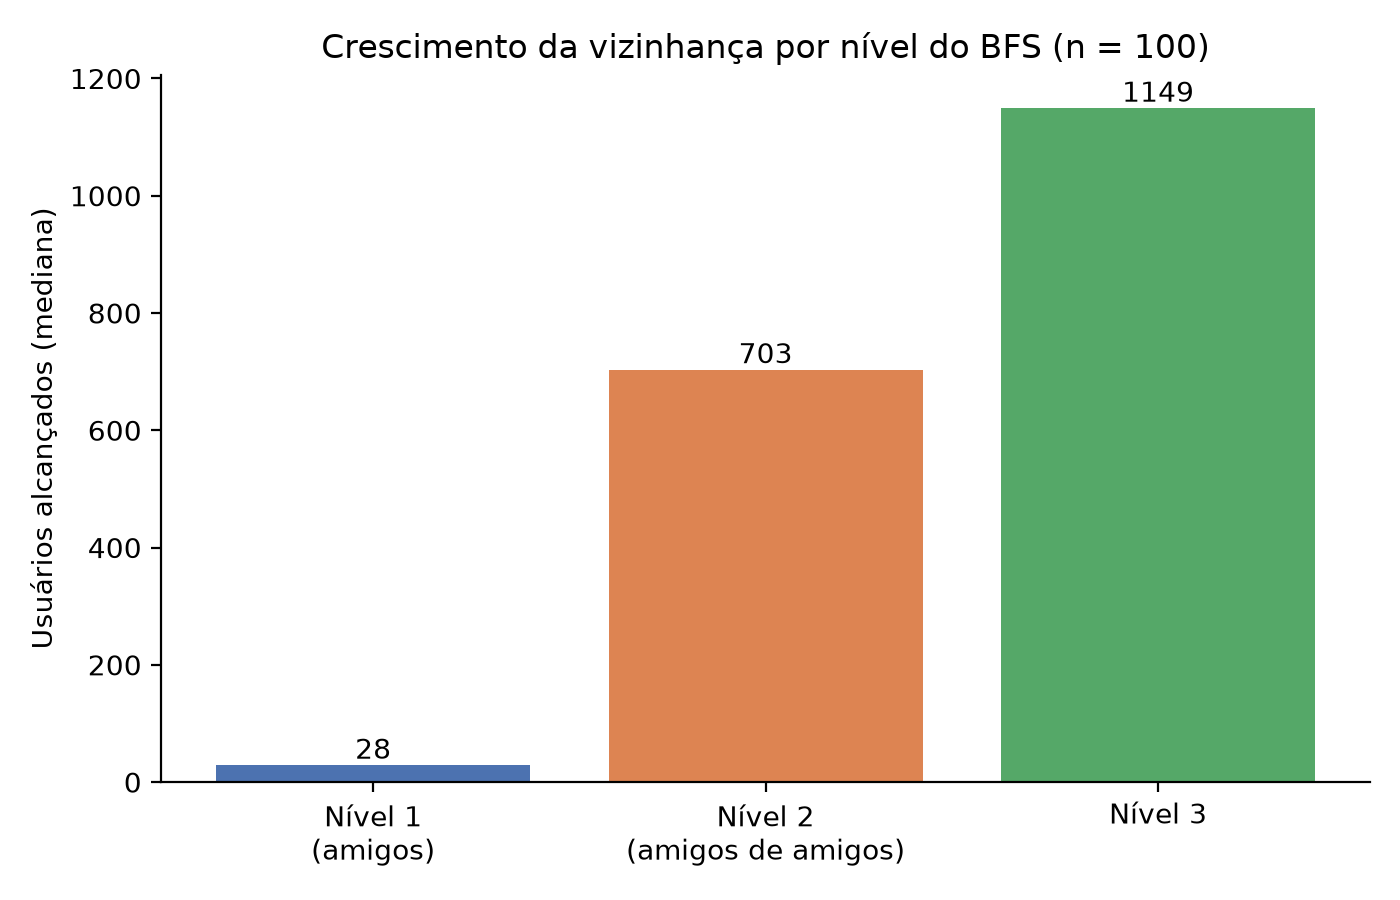 Crescimento da vizinhança por nível do BFS (n = 100)
Usuários alcançados (mediana)
1200
1000
800
600
400
200
0
28
703
1149
Nível 1
(amigos)
Nível 2
(amigos de amigos)
Nível 3